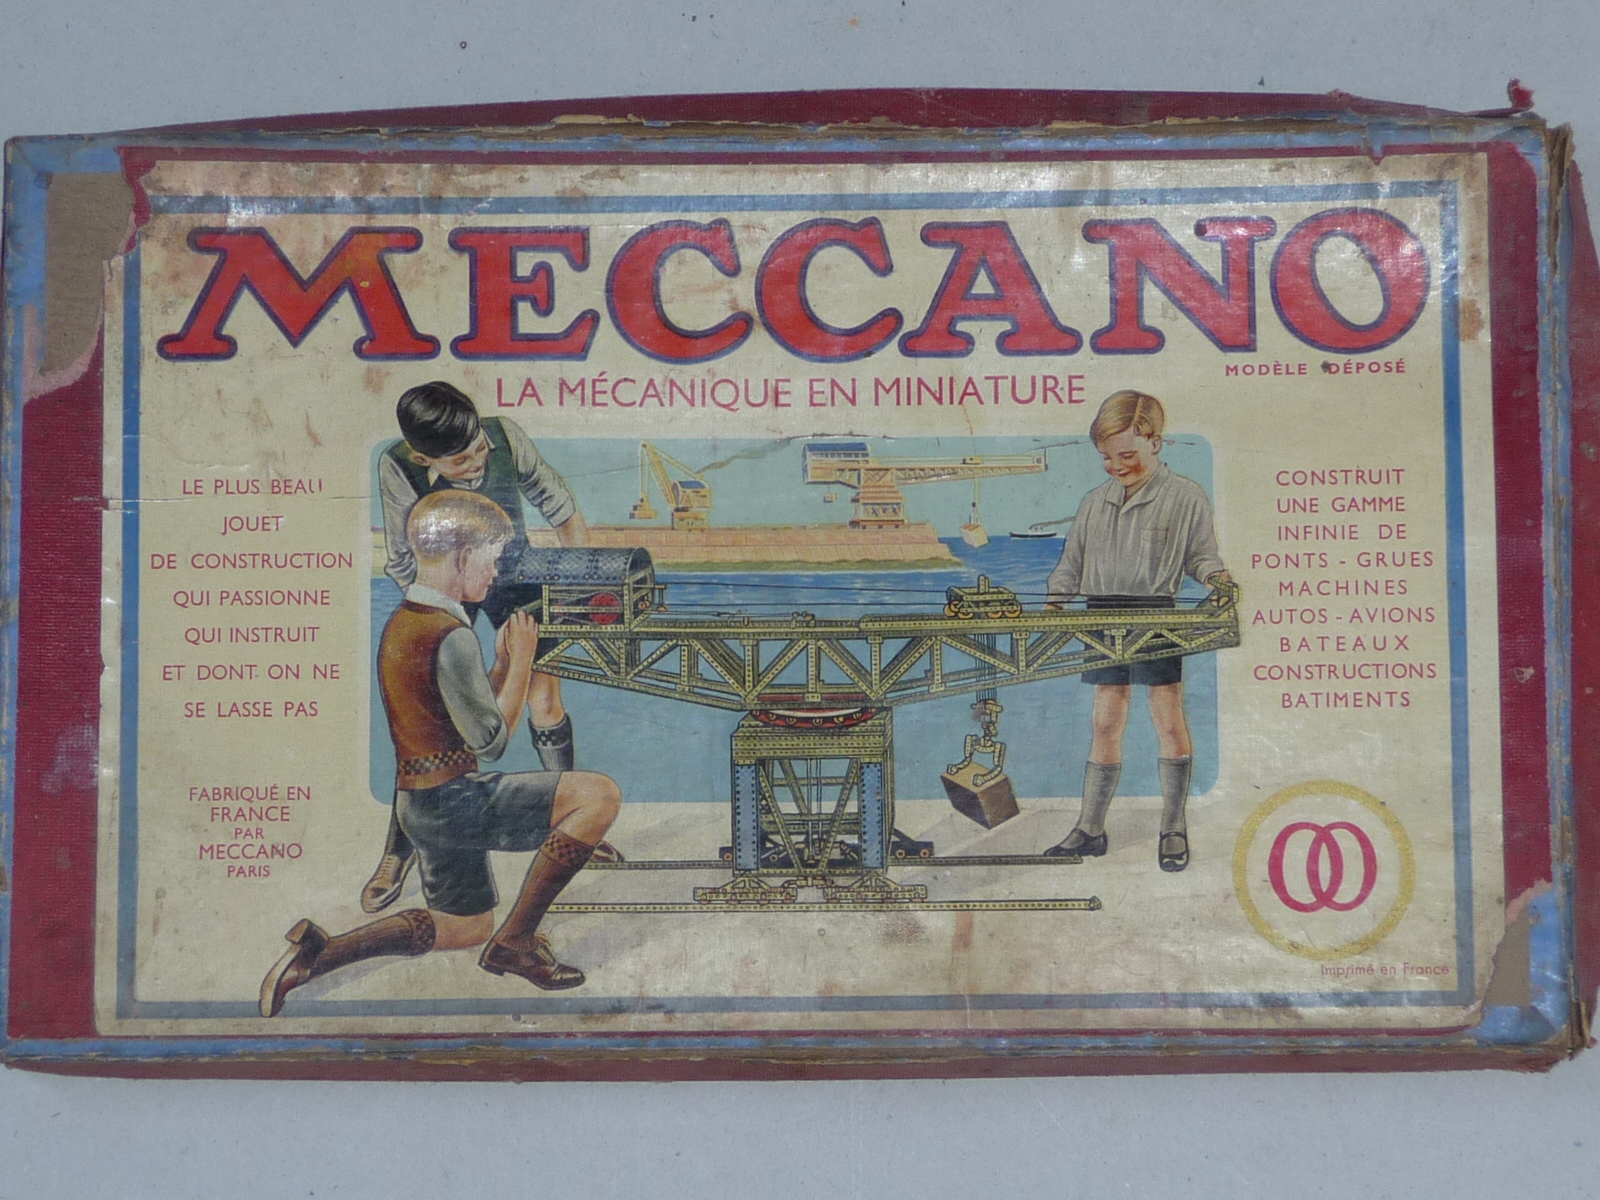 MECCANO
MODÈLE DÉPOSÉ
LA MÉCANIQUE EN MINIATURE
LE PLUS BEAU
JOUET
DE CONSTRUCTION
QUI PASSIONNE
QUI INSTRUIT
ET DONT ON NE
SE LASSE PAS
FABRIQUÉ EN
FRANCE
PAR
MECCANO
PARIS
CONSTRUIT
UNE GAMME
INFINIE DE
PONTS - GRUES
MACHINES
AUTOS - AVIONS
BATEAUX
CONSTRUCTIONS
BATIMENTS
00
Imprimé en France